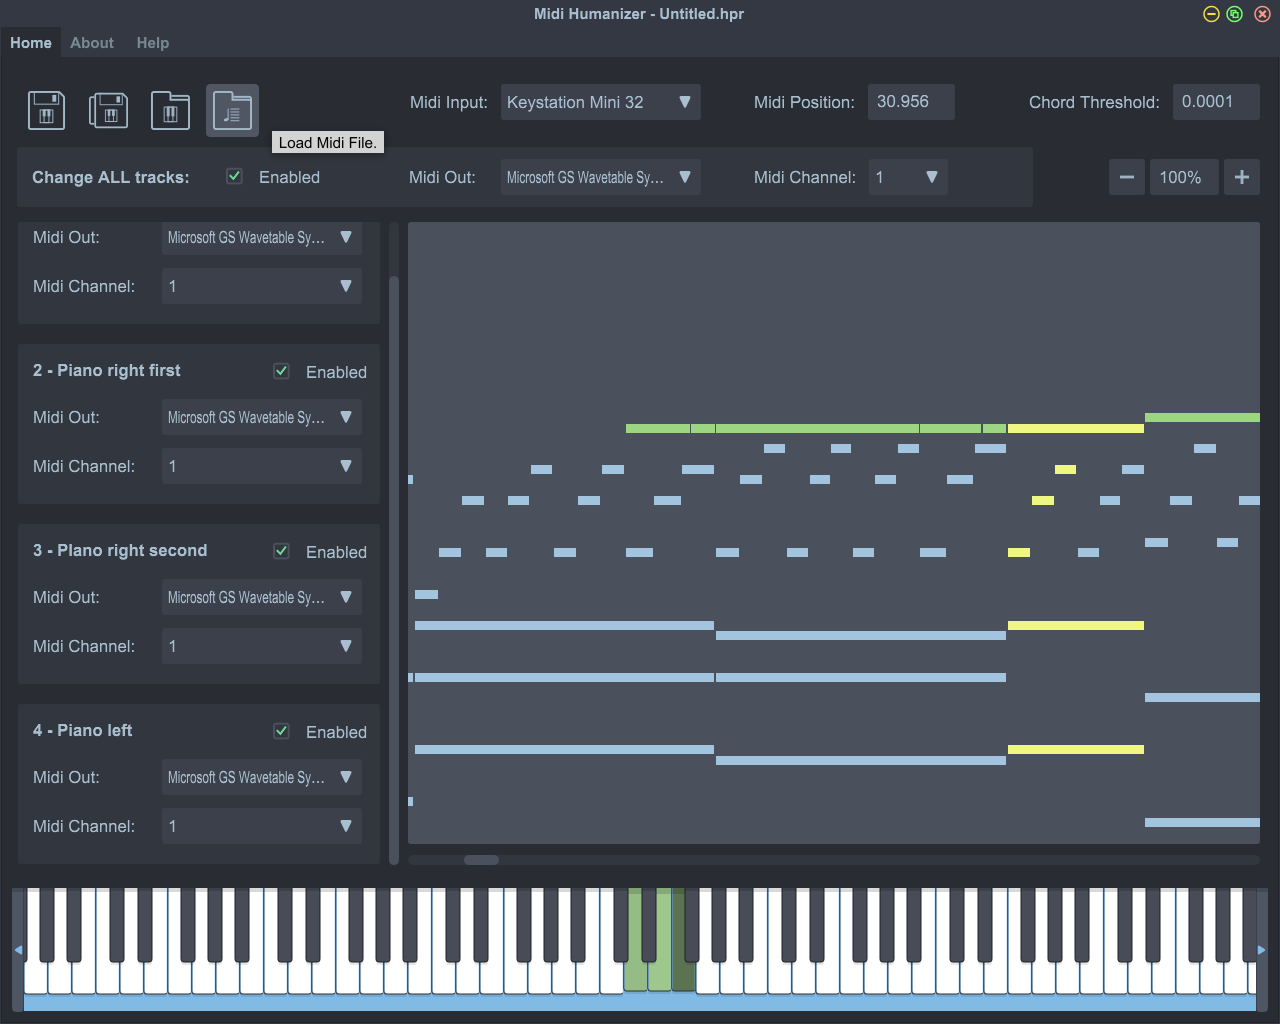 Midi Humanizer - Untitled.hpr
Home About Help
Midi Input: Keystation Mini 32 Midi Position: 30.956 Chord Threshold: 0.0001
Load Midi File.
Change ALL tracks: Enabled Midi Out: Microsoft GS Wavetable Sy... Midi Channel: 1 100%
Midi Out: Microsoft GS Wavetable Sy...
Midi Channel: 1
2 - Piano right first Enabled
Midi Out: Microsoft GS Wavetable Sy...
Midi Channel: 1
3 - PIano right second Enabled
Midi Out: Microsoft GS Wavetable Sy...
Midi Channel: 1
4 - Piano left Enabled
Midi Out: Microsoft GS Wavetable Sy...
Midi Channel: 1